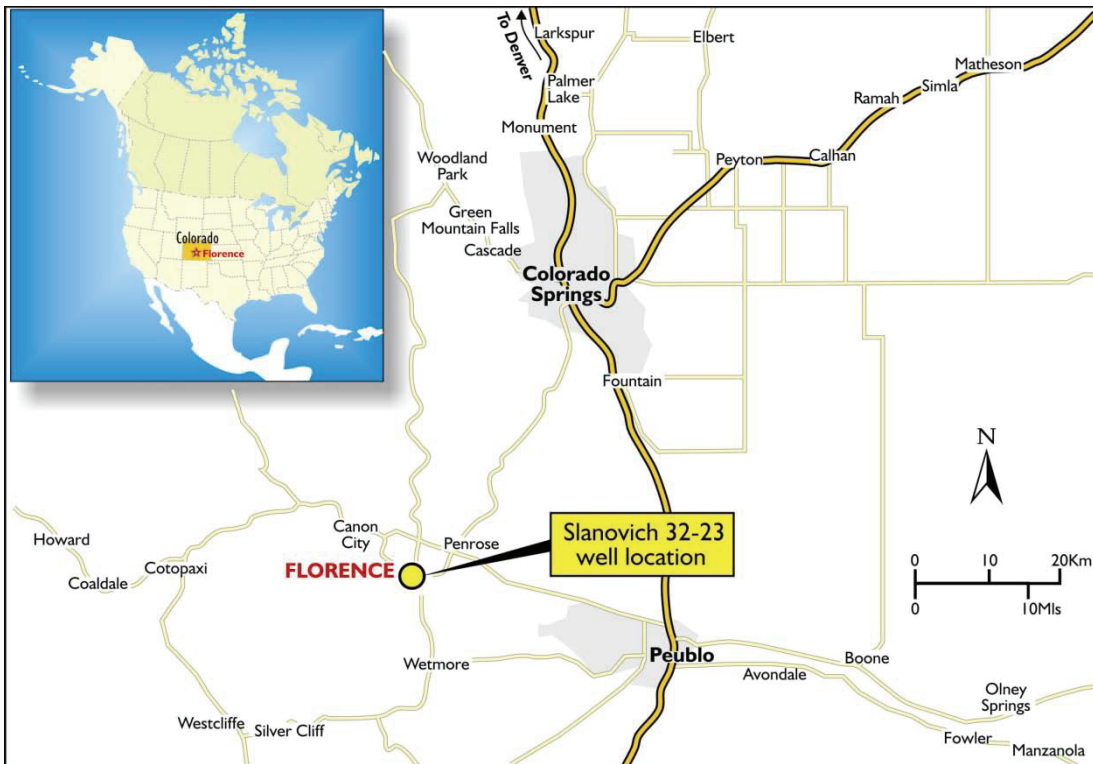 To Denver
Larkspur
Elbert
Matheson
Simla
Palmer
Lake
Ramah
Monument
Calhan
Peyton
Woodland
Park
Green
Mountain Falls
Cascade
Colorado
Florence
Colorado
Springs
Fountain
N
Slanovich 32-23
well location
Canon
City
Penrose
Howard
Cotopaxi
FLORENCE
Coaldale
0 10 20Km
0 10Mls
Peublo
Wetmore
Boone
Avondale
Olney
Springs
Westcliffe
Silver Cliff
Fowler
Manzanola